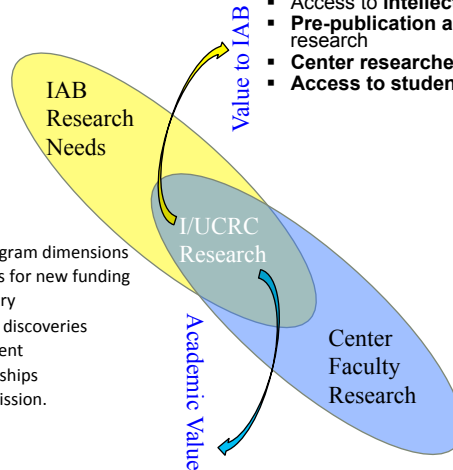 Access to intellec
Pre-publication a
research
Center researche
Access to studen
Value to IAB
IAB
Research
Needs
I/UCRC
Research
gram dimensions
s for new funding
ry
discoveries
ent
ships
ission.
Academic Value
Center
Faculty
Research